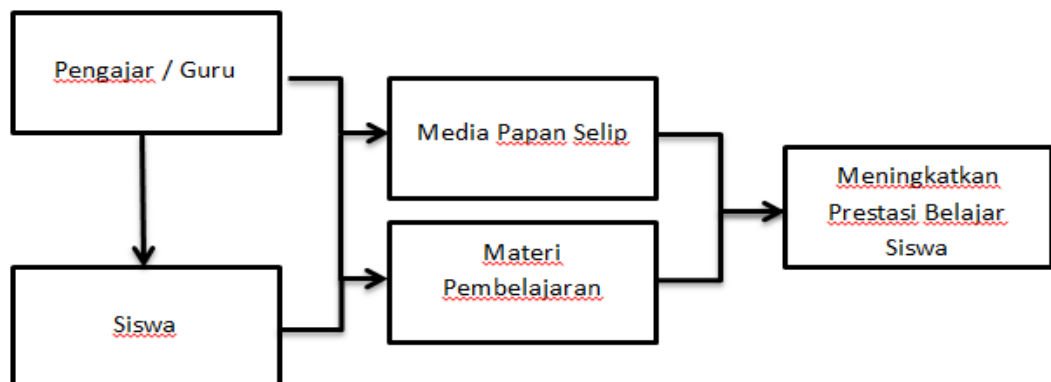 Pengajar / Guru
Media Papan Selip
Meningkatkan
Prestasi Belajar
Siswa
Materi
Pembelajaran
Siswa